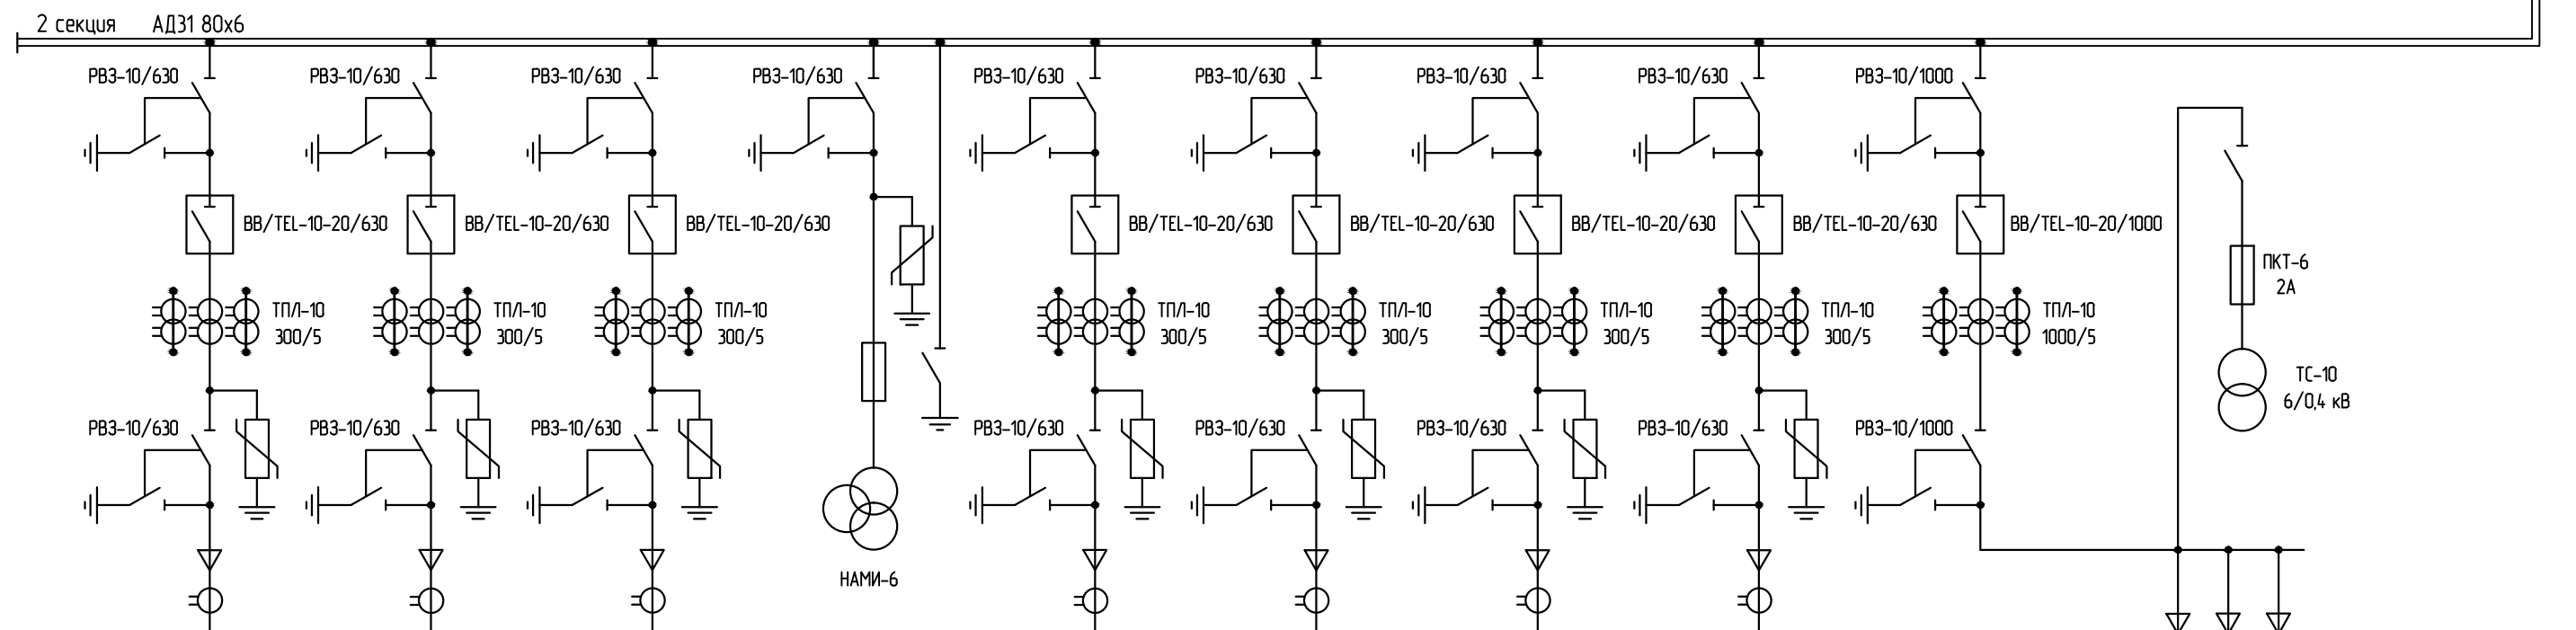 2 секция АД31 80х6
РВЗ-10/630 РВЗ-10/630 РВЗ-10/630 РВЗ-10/630 РВЗ-10/630 РВЗ-10/630 РВЗ-10/630 РВЗ-10/630 РВЗ-10/1000
ВВ/TEL-10-20/630 ВВ/TEL-10-20/630 ВВ/TEL-10-20/630 ВВ/TEL-10-20/630 ВВ/TEL-10-20/630 ВВ/TEL-10-20/630 ВВ/TEL-10-20/630 ВВ/TEL-10-20/1000
ПКТ-6
2А
ТПЛ-10 ТПЛ-10 ТПЛ-10 ТПЛ-10 ТПЛ-10 ТПЛ-10 ТПЛ-10 ТПЛ-10
300/5 300/5 300/5 300/5 300/5 300/5 300/5 1000/5
ТС-10
6/0,4 кВ
РВЗ-10/630 РВЗ-10/630 РВЗ-10/630 РВЗ-10/630 РВЗ-10/630 РВЗ-10/630 РВЗ-10/630 РВЗ-10/1000
НАМИ-6